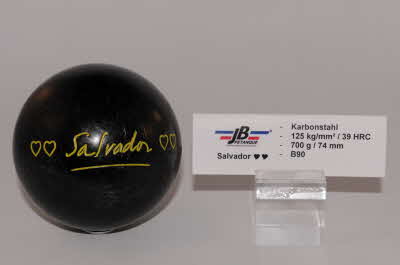 ♡♡ Salvador ♡♡
JB
PETANQUE
Salvador ♥♥
- Karbonstahl
- 125 kg/mm² / 39 HRC
- 700 g / 74 mm
- B90